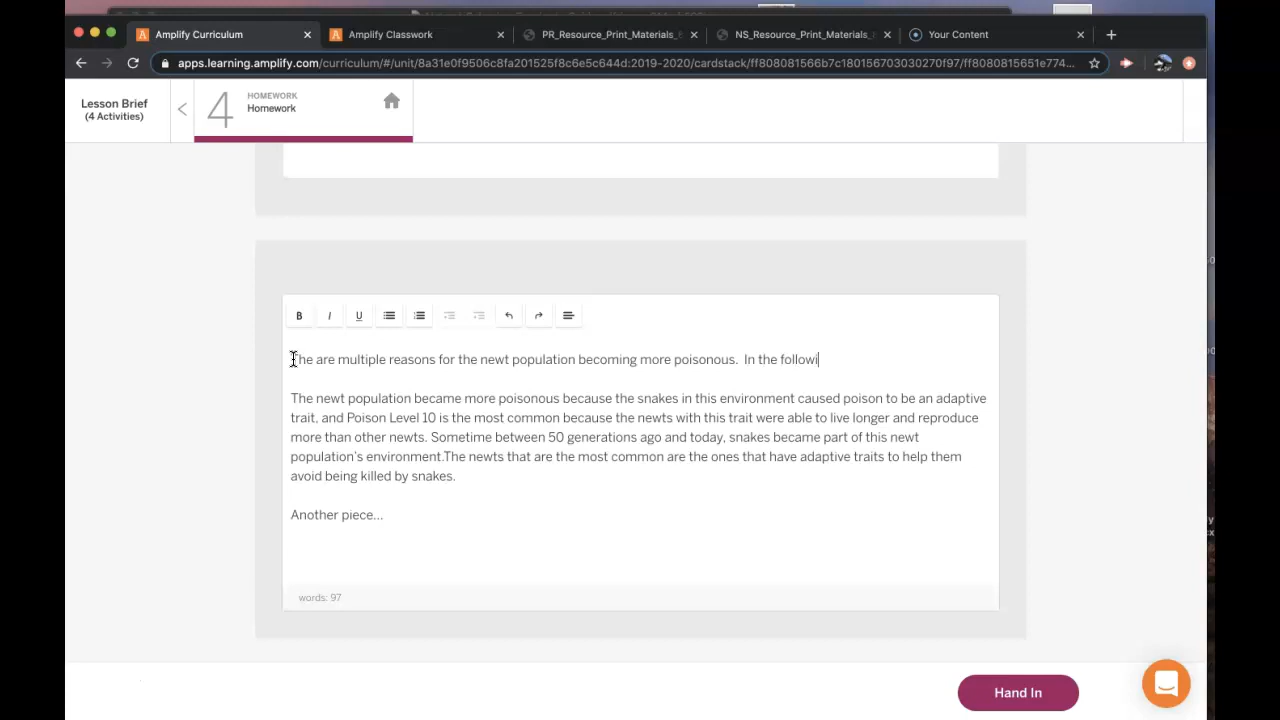 Amplify Curriculum
Amplify Classwork
PR_Resource_Print_Materials_
NS_Resource_Print_Materials_
Your Content
apps.learning.amplify.com/curriculum/#/unit/8a31e0f9506c8fa201525f8c6e5c644d:2019-2020/cardstack/ff808081566b7c180156703030270f97/ff8080815651e774...
Lesson Brief
(4 Activities)
4
HOMEWORK
Homework
B I U
The are multiple reasons for the newt population becoming more poisonous. In the followi
The newt population became more poisonous because the snakes in this environment caused poison to be an adaptive
trait, and Poison Level 10 is the most common because the newts with this trait were able to live longer and reproduce
more than other newts. Sometime between 50 generations ago and today, snakes became part of this newt
population's environment.The newts that are the most common are the ones that have adaptive traits to help them
avoid being killed by snakes.
Another piece...
words: 97
Hand In